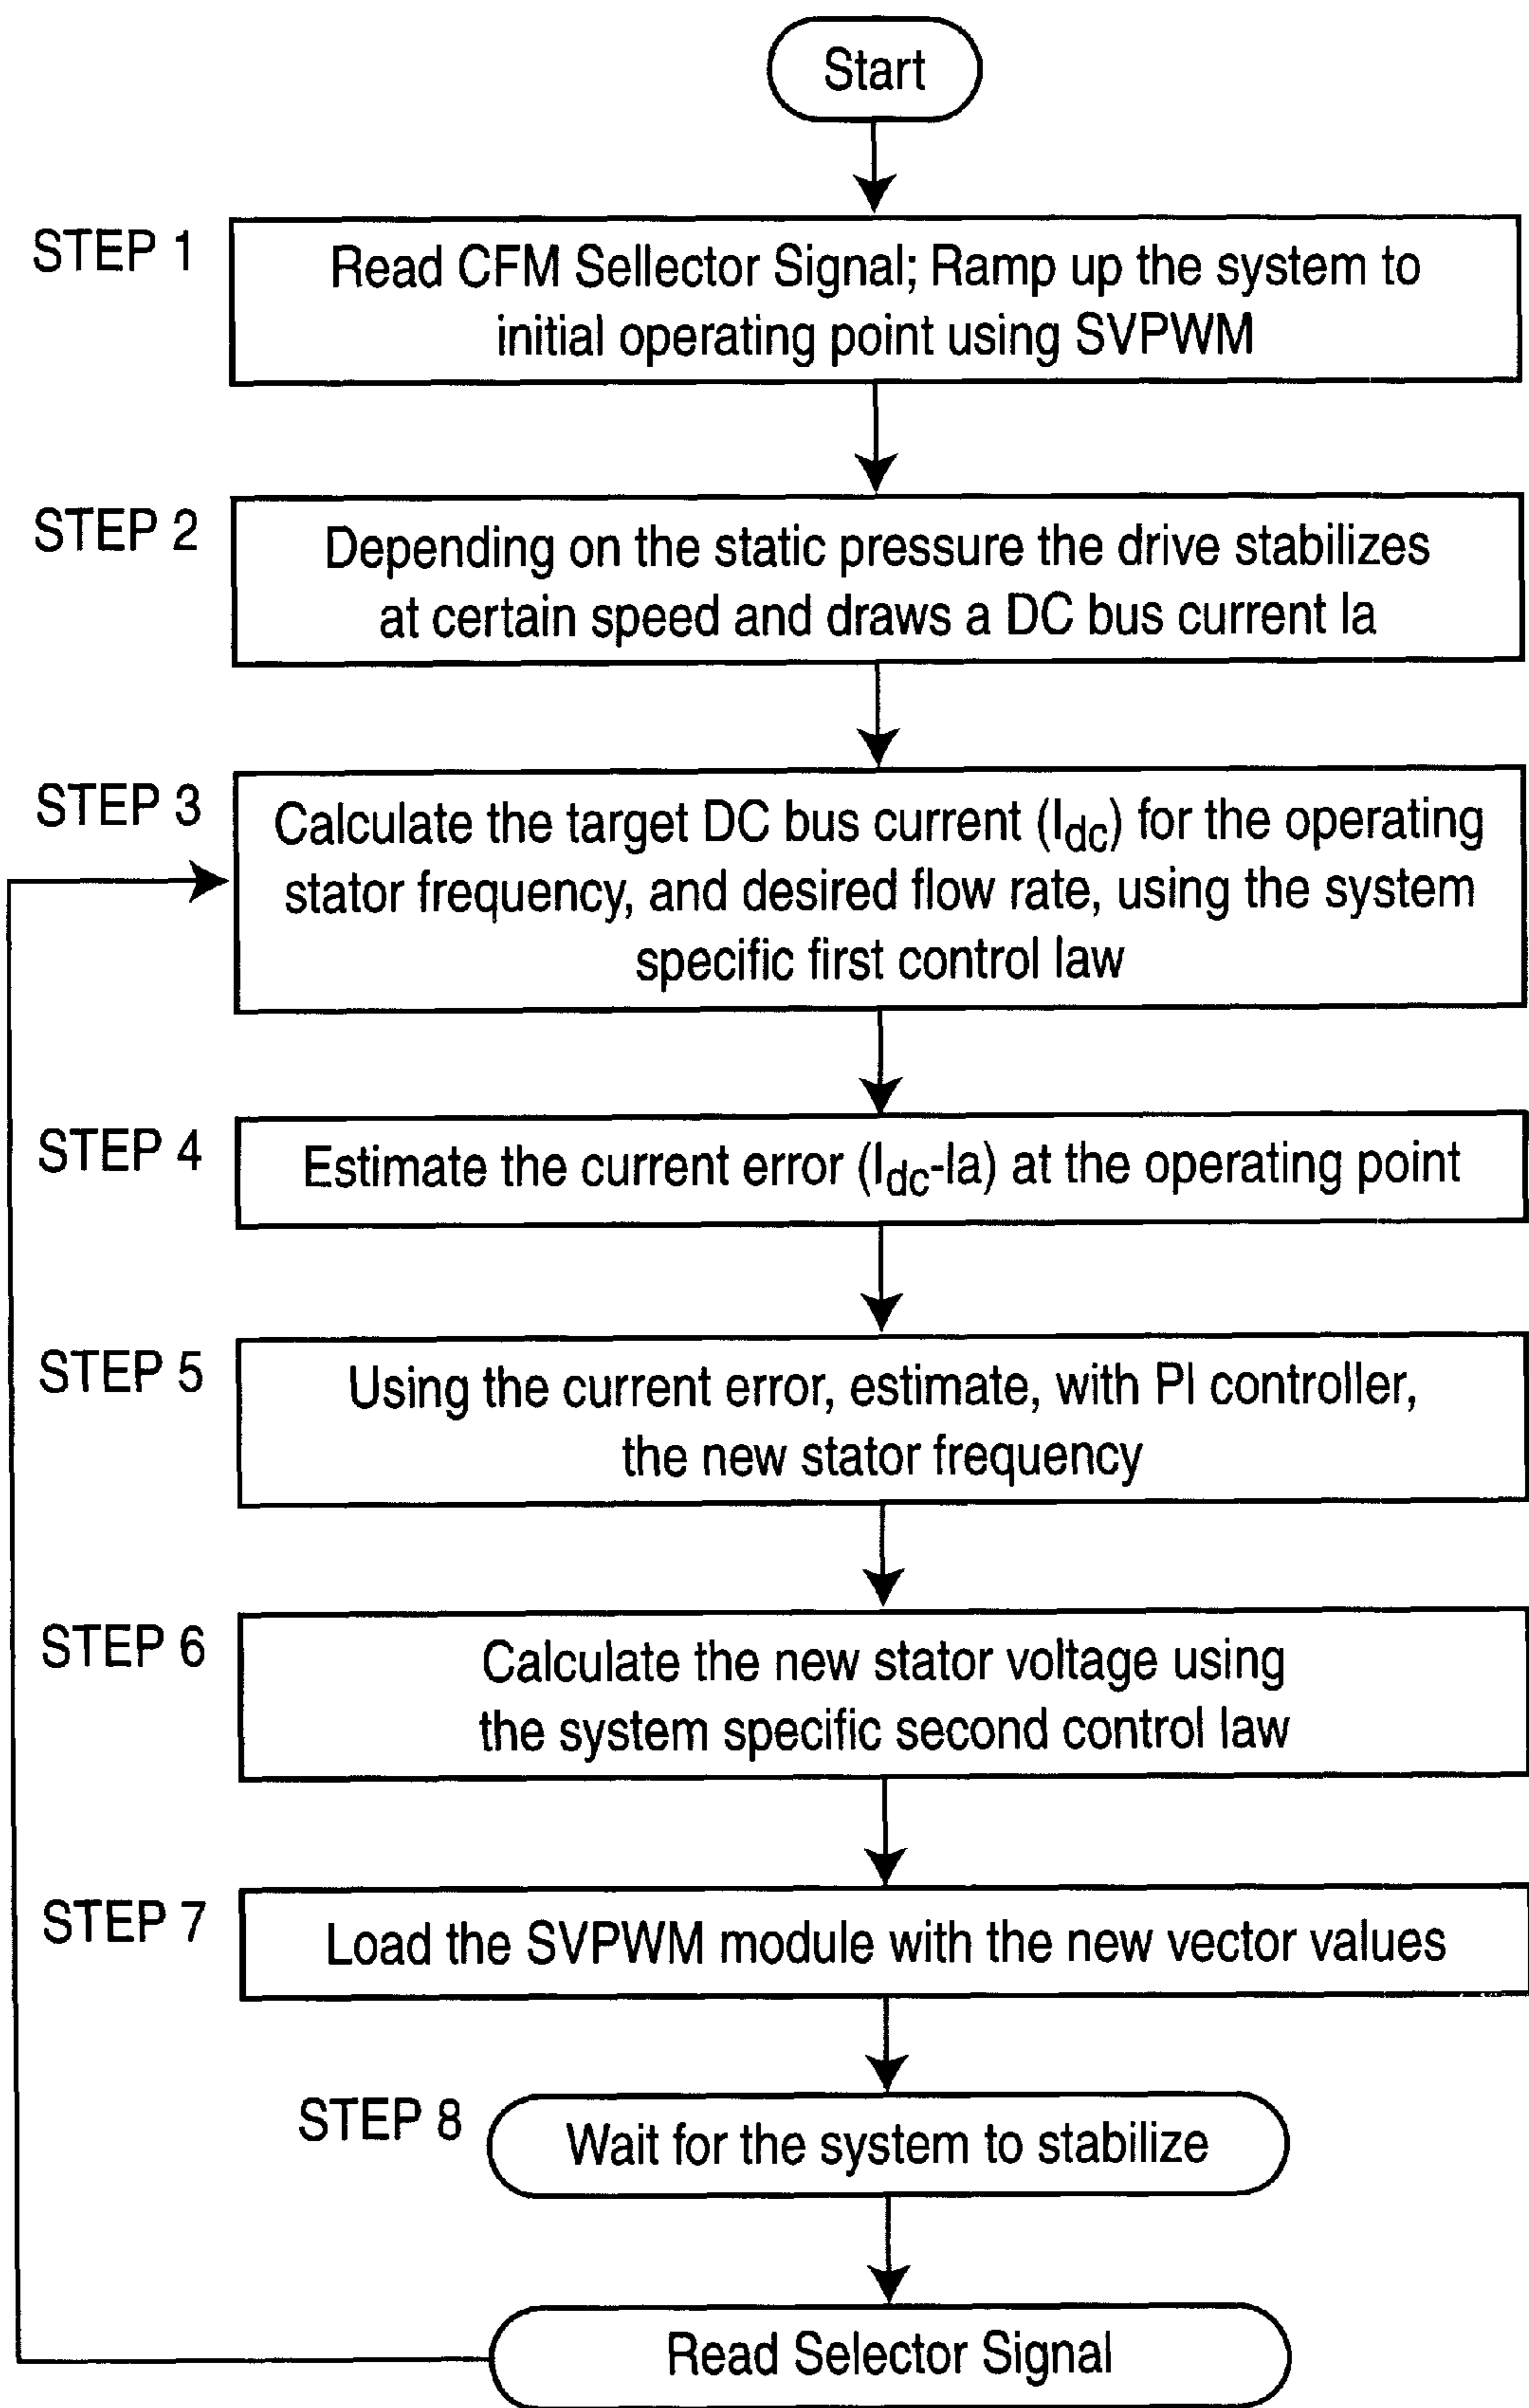 Start
STEP 1
Read CFM Sellector Signal; Ramp up the system to
initial operating point using SVPWM
STEP 2
Depending on the static pressure the drive stabilizes
at certain speed and draws a DC bus current Ia
STEP 3
Calculate the target DC bus current (Idc) for the operating
stator frequency, and desired flow rate, using the system
specific first control law
STEP 4
Estimate the current error (Idc-Ia) at the operating point
STEP 5
Using the current error, estimate, with PI controller,
the new stator frequency
STEP 6
Calculate the new stator voltage using
the system specific second control law
STEP 7
Load the SVPWM module with the new vector values
STEP 8
Wait for the system to stabilize
Read Selector Signal